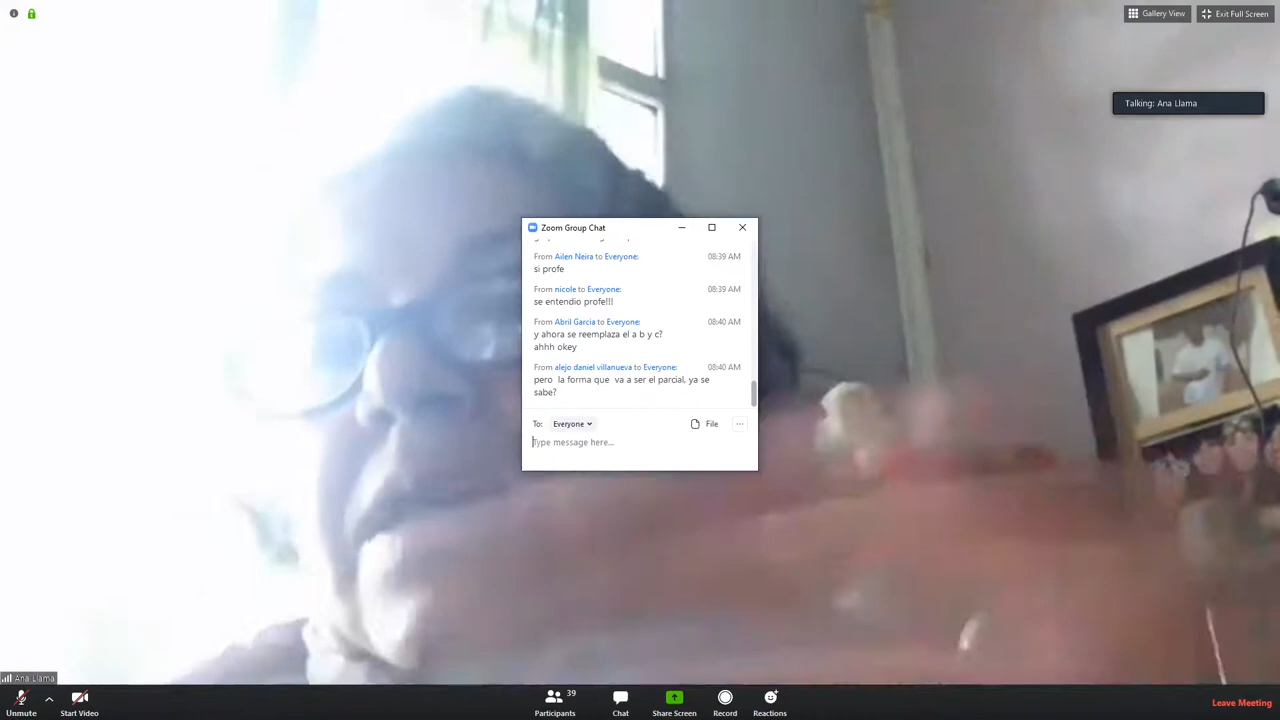 Gallery View
Exit Full Screen
Talking: Ana Llama
Zoom Group Chat
From Ailen Neira to Everyone: 08:39 AM
si profe
From nicole to Everyone: 08:39 AM
se entendio profe!!!
From Abril Garcia to Everyone: 08:40 AM
y ahora se reemplaza el a b y c?
ahhh okey
From alejo daniel villanueva to Everyone: 08:40 AM
pero la forma que va a ser el parcial, ya se
sabe?
To: Everyone File
Type message here...
Ana Llama
39
Unmute Start Video Participants Chat Share Screen Record Reactions Leave Meeting